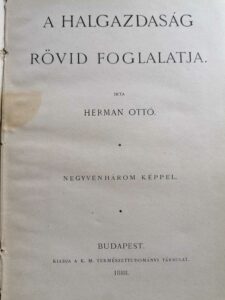 A HALGAZDASÁG
RÖVID FOGLALATJA.
IRTA
HERMAN OTTÓ.
NEGYVENHÁROM KÉPPEL.
BUDAPEST.
KIADJA A K. M. TERMÉSZETTUDOMÁNYI TÁRSULAT.
1888.